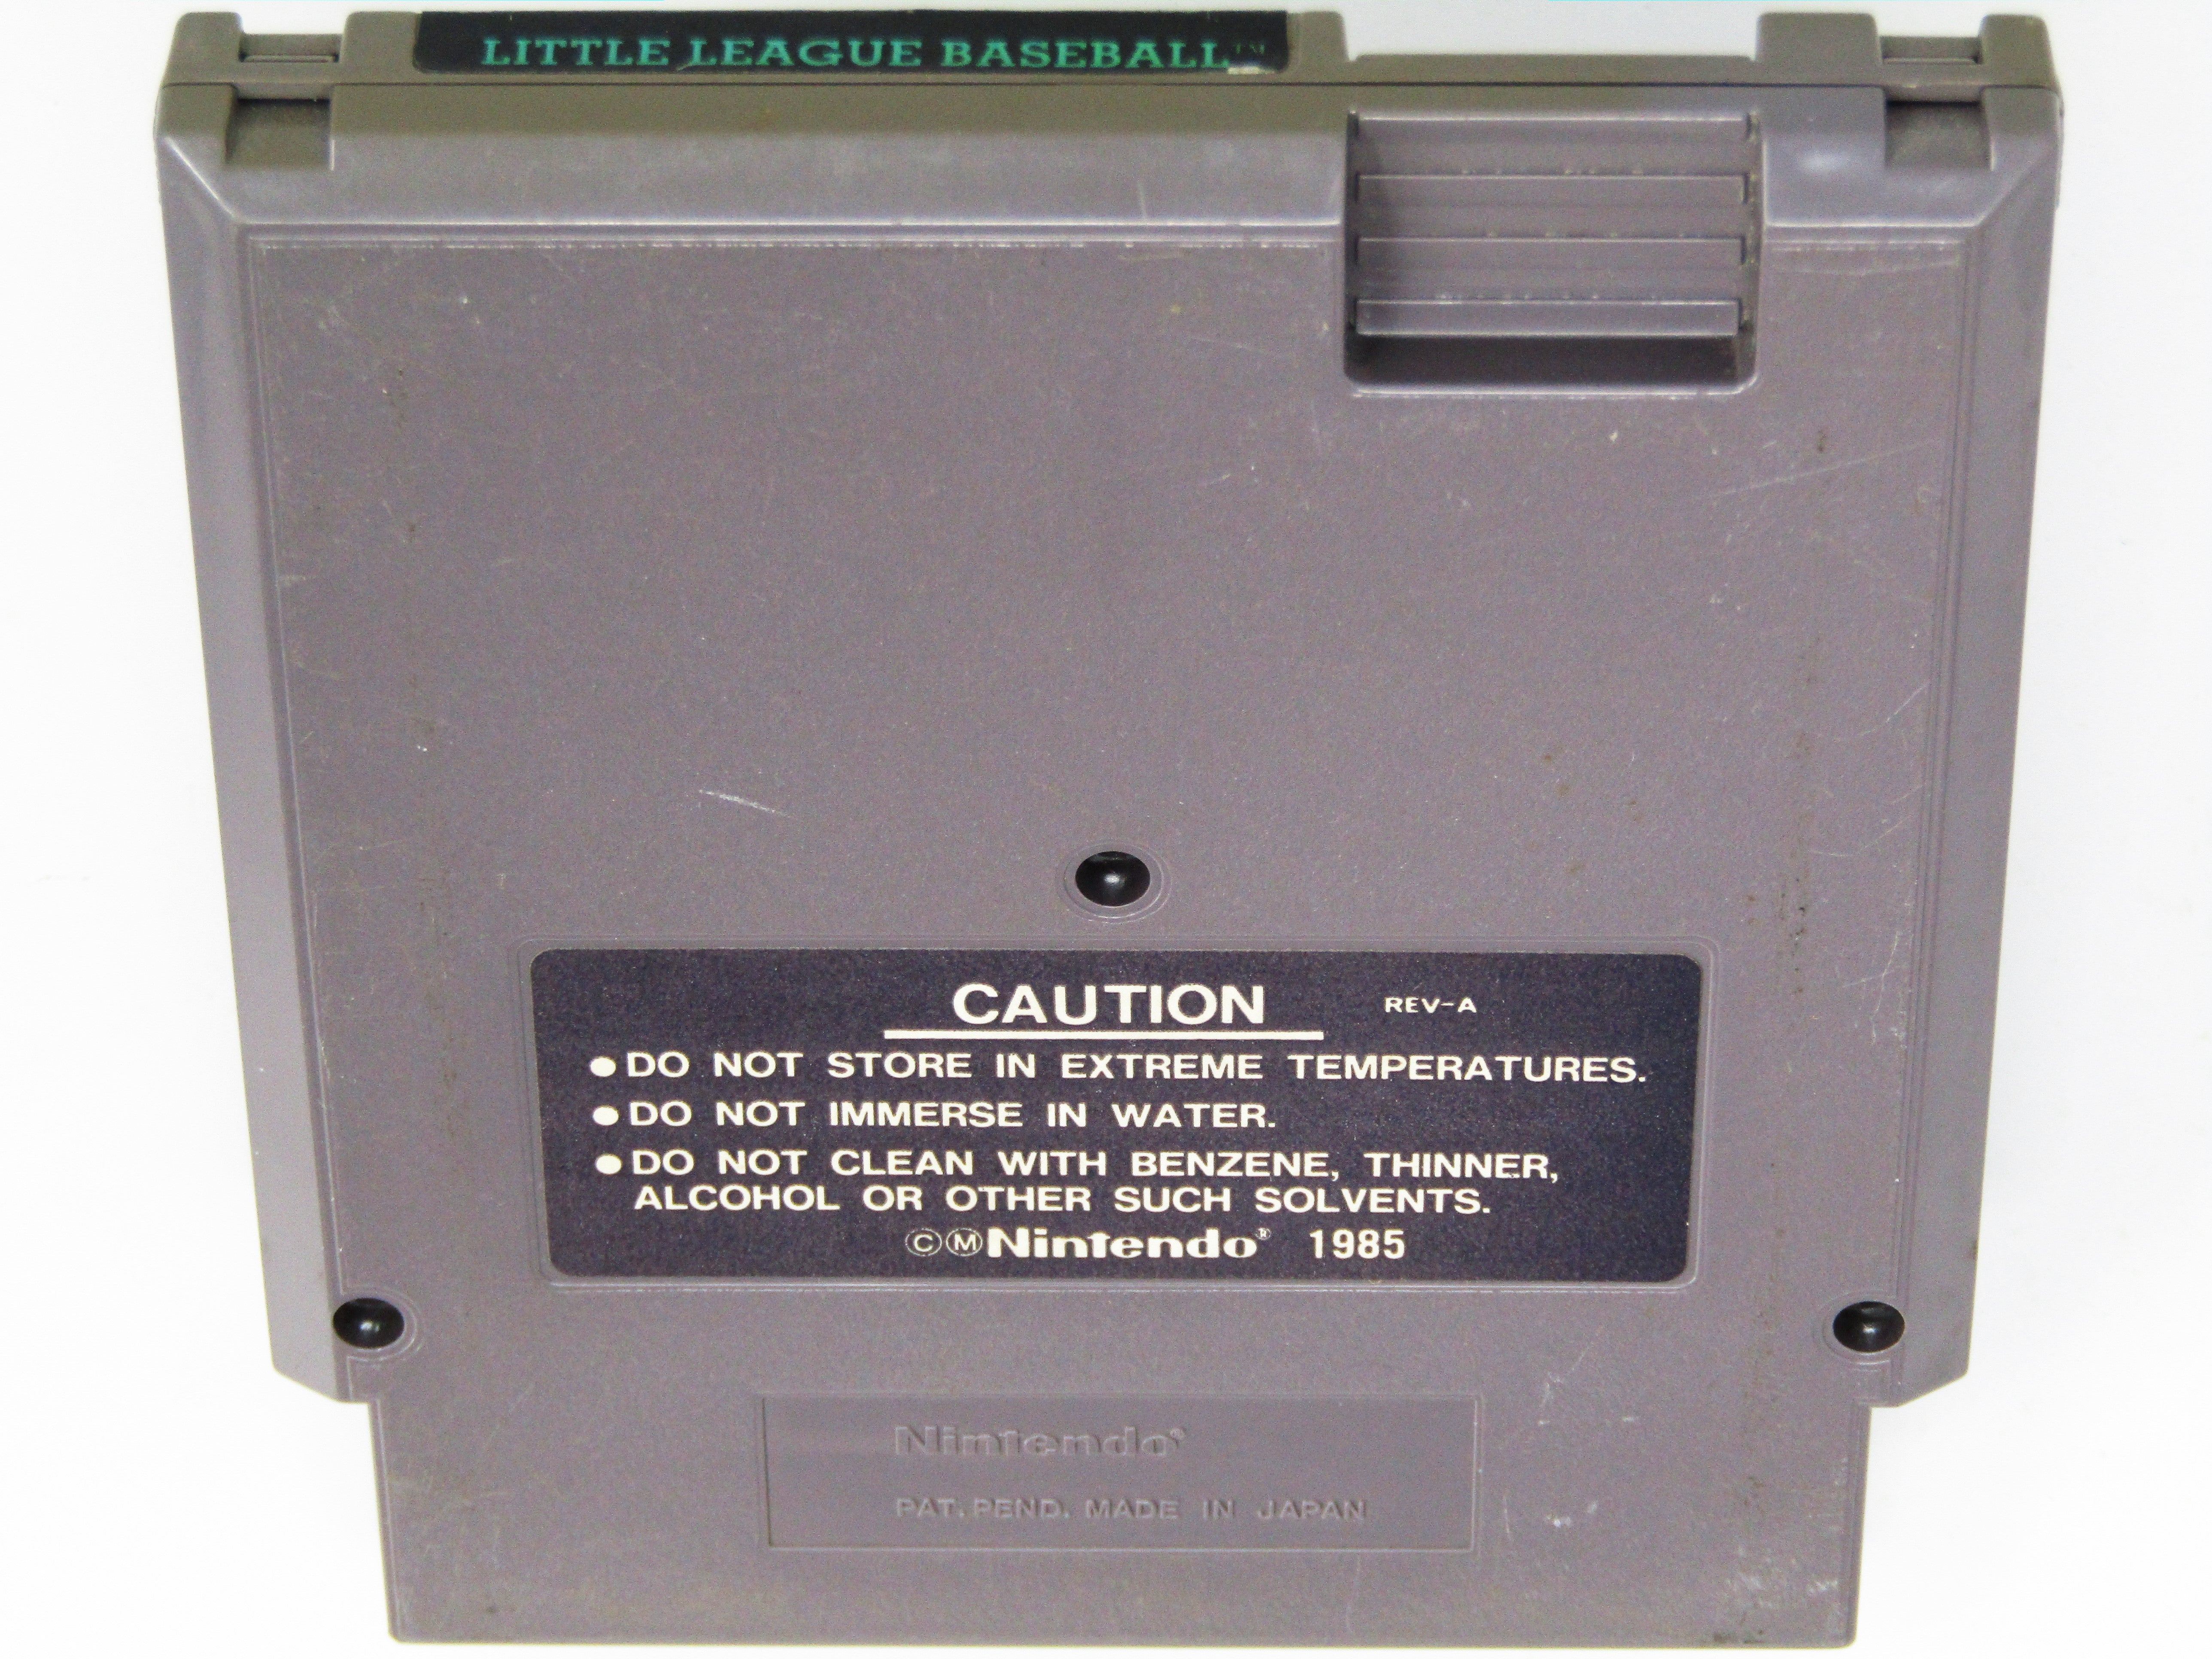 LITTLE LEAGUE BASEBALL™
CAUTION REV-A
●DO NOT STORE IN EXTREME TEMPERATURES.
●DO NOT IMMERSE IN WATER.
●DO NOT CLEAN WITH BENZENE, THINNER,
ALCOHOL OR OTHER SUCH SOLVENTS.
©ⓂNintendo® 1985
Nintendo®
PAT. PEND. MADE IN JAPAN